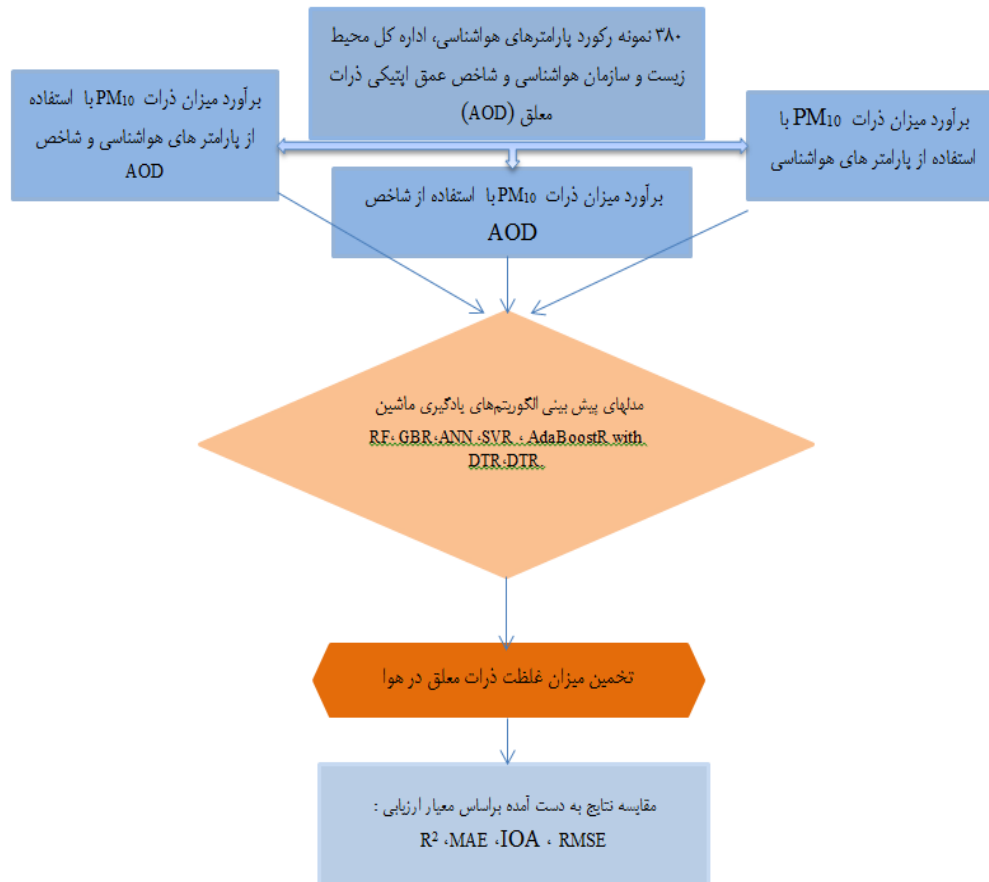 ۳۸۰ نمونه رکورد پارامترهای هواشناسی، اداره کل محیط
زیست و سازمان هواشناسی و شاخص عمق اپتیکی ذرات
معلق (AOD)
برآورد میزان ذرات PM10 با
استفاده از پارامتر های هواشناسی
برآورد میزان ذرات PM10 با استفاده از شاخص
AOD
برآورد میزان ذرات PM10 با استفاده
از پارامتر های هواشناسی و شاخص
AOD
مدلهای پیش بینی الگوریتم‌های یادگیری ماشین
RF، GBR،ANN ،SVR ، AdaBoostR with
DTR،DTR
تخمین میزان غلظت ذرات معلق در هوا
مقایسه نتایج به دست آمده براساس معیار ارزیابی :
R² ،MAE ،IOA ، RMSE